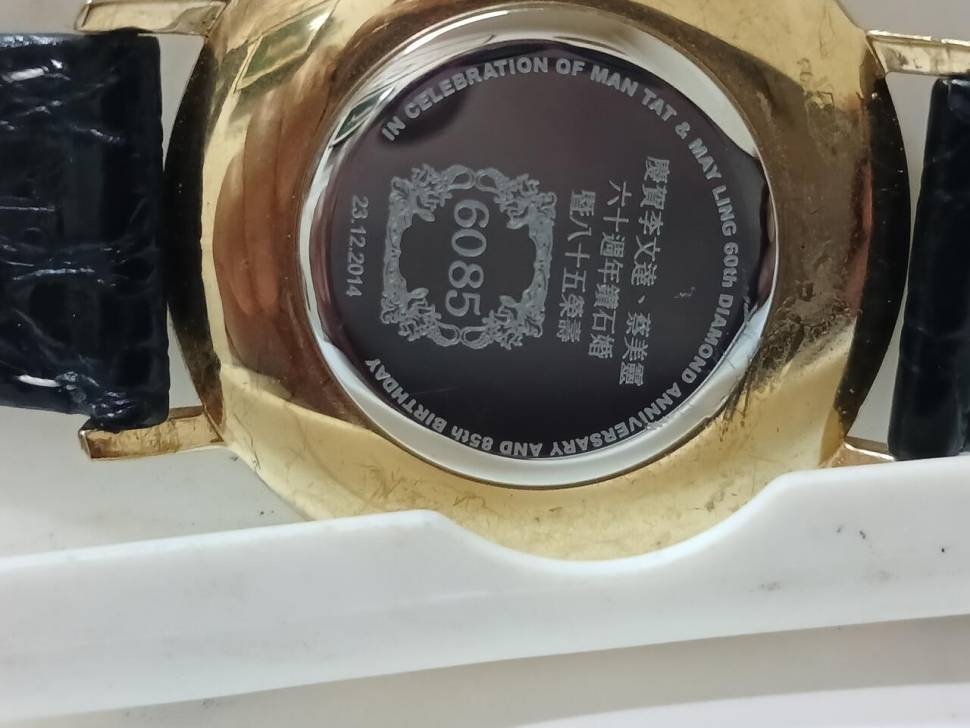 IN CELEBRATION OF MAN TAT & MAY LING 60th DIAMOND ANNIVERSARY AND 85th BIRTHDAY
慶賀李文達、蔡美靈
六十週年鑽石婚
暨八十五榮壽
6085
23.12.2014